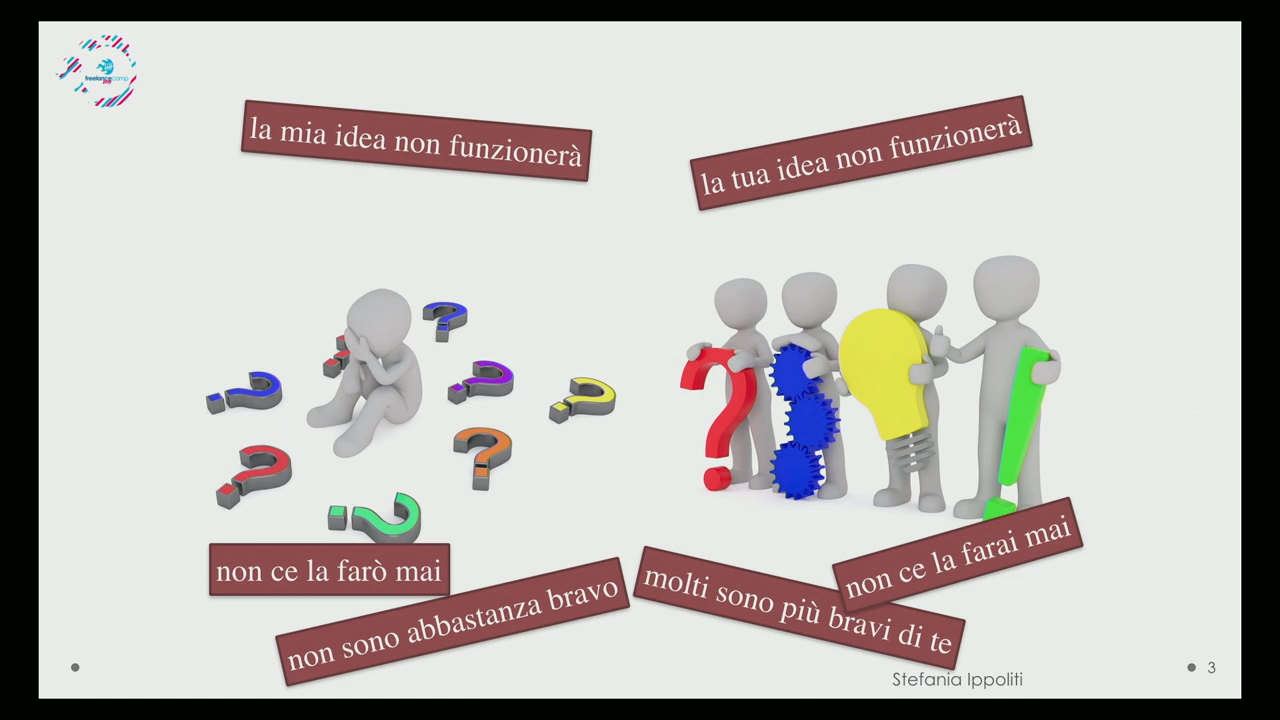 freelancecamp
la mia idea non funzionerà
la tua idea non funzionerà
non ce la farò mai
non sono abbastanza bravo
molti sono più bravi di te
non ce la farai mai
Stefania Ippoliti
3